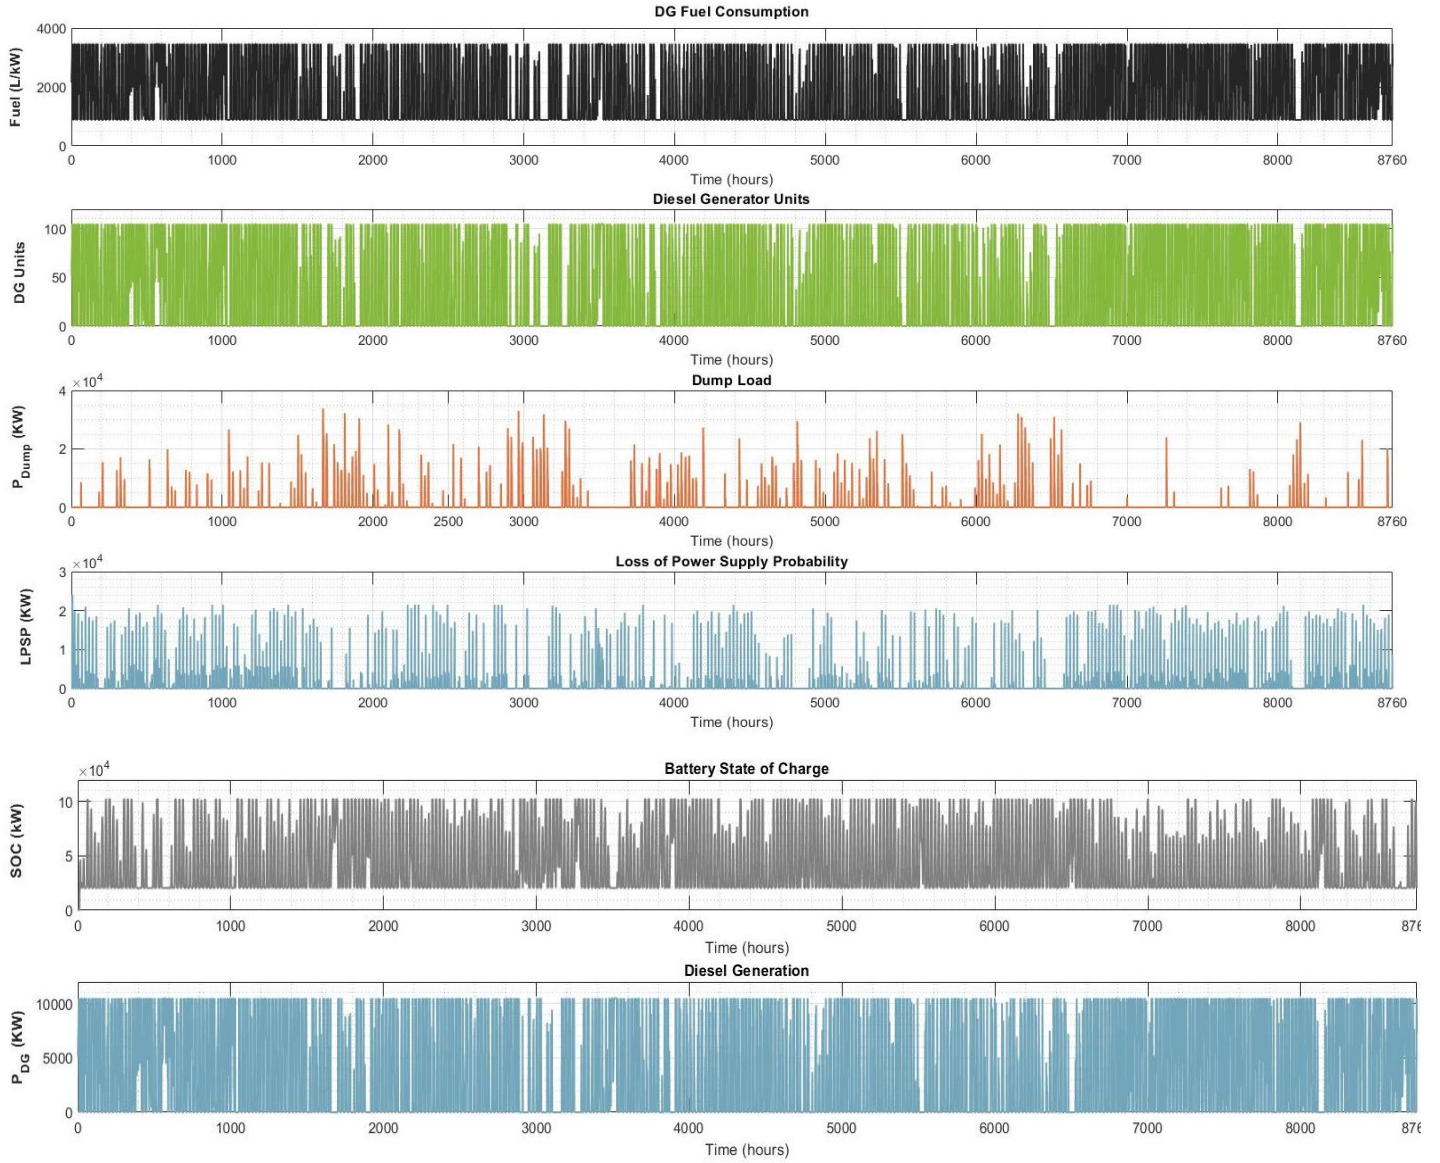 DG Fuel Consumption
Fuel (L/kW)
4000
2000
0
0 1000 2000 3000 4000 5000 6000 7000 8000 8760
Time (hours)
Diesel Generator Units
DG Units
100
50
0
0 1000 2000 3000 4000 5000 6000 7000 8000 8760
Time (hours)
Dump Load
×10⁴
P_Dump (KW)
4
2
0
0 1000 2000 2500 3000 4000 5000 6000 7000 8000 8760
Time (hours)
Loss of Power Supply Probability
×10⁴
LPSP (KW)
3
2
1
0
0 1000 2000 3000 4000 5000 6000 7000 8000 8760
Time (hours)
Battery State of Charge
×10⁴
SOC (kW)
10
5
0
0 1000 2000 3000 4000 5000 6000 7000 8000 876
Time (hours)
Diesel Generation
P_DG (KW)
10000
5000
0
0 1000 2000 3000 4000 5000 6000 7000 8000 876
Time (hours)